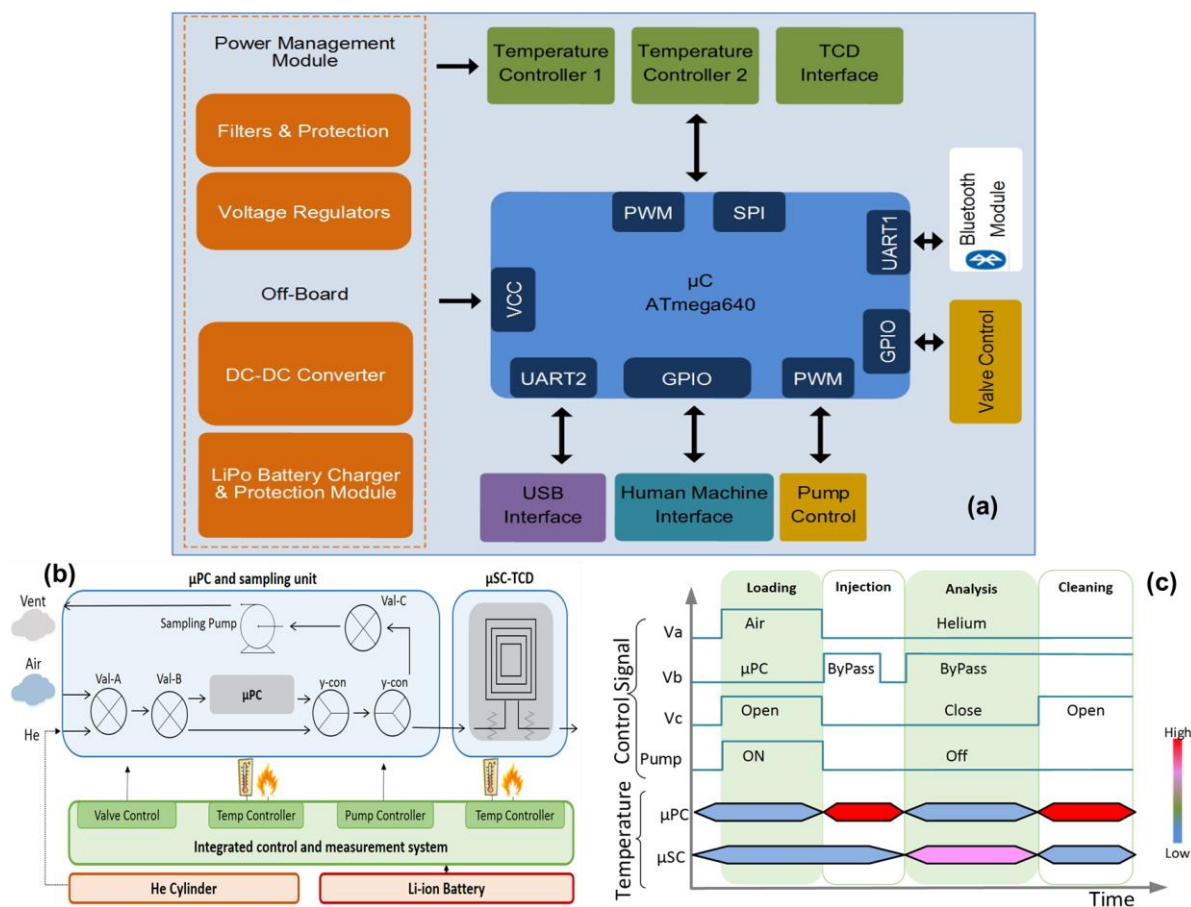 Power Management
Module
Filters & Protection
Voltage Regulators
Off-Board
DC-DC Converter
LiPo Battery Charger
& Protection Module
Temperature
Controller 1
Temperature
Controller 2
TCD
Interface
PWM
SPI
UART1
Bluetooth
Module
VCC
µC
ATmega640
GPIO
Valve Control
UART2
GPIO
PWM
USB
Interface
Human Machine
Interface
Pump
Control
(a)
(b)
µPC and sampling unit
µSC-TCD
Vent
Sampling Pump
Val-C
Air
Val-A
Val-B
µPC
y-con
y-con
He
Valve Control
Temp Controller
Pump Controller
Temp Controller
Integrated control and measurement system
He Cylinder
Li-ion Battery
(c)
Loading
Injection
Analysis
Cleaning
Control Signal
Va
Air
Helium
Vb
µPC
ByPass
ByPass
Vc
Open
Close
Open
Pump
ON
Off
Temperature
µPC
µSC
High
Low
Time